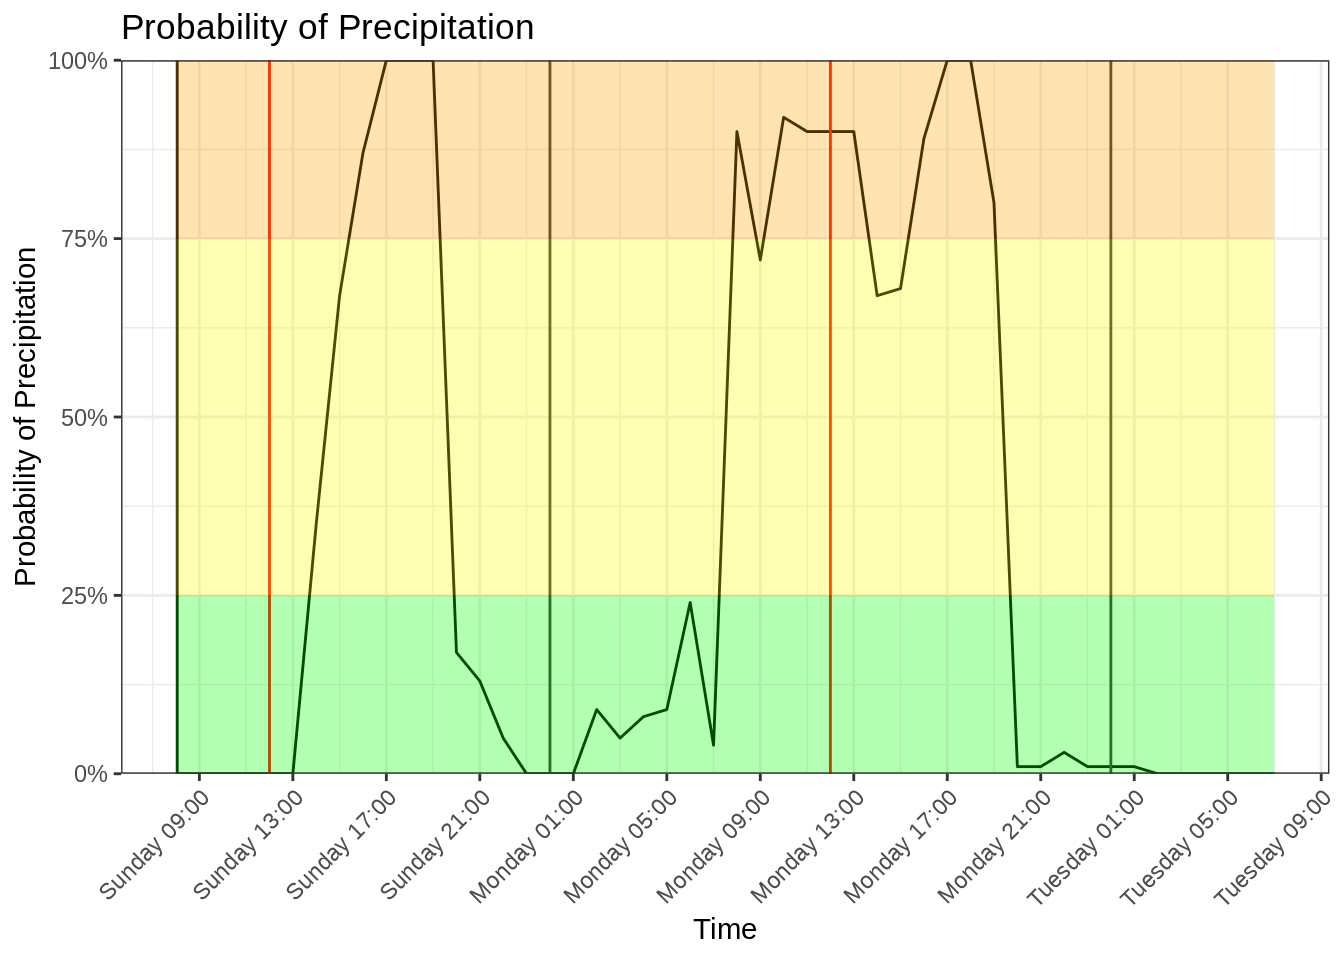 Probability of Precipitation
Probability of Precipitation
100%
75%
50%
25%
0%
Sunday 09:00
Sunday 13:00
Sunday 17:00
Sunday 21:00
Monday 01:00
Monday 05:00
Monday 09:00
Monday 13:00
Monday 17:00
Monday 21:00
Tuesday 01:00
Tuesday 05:00
Tuesday 09:00
Time